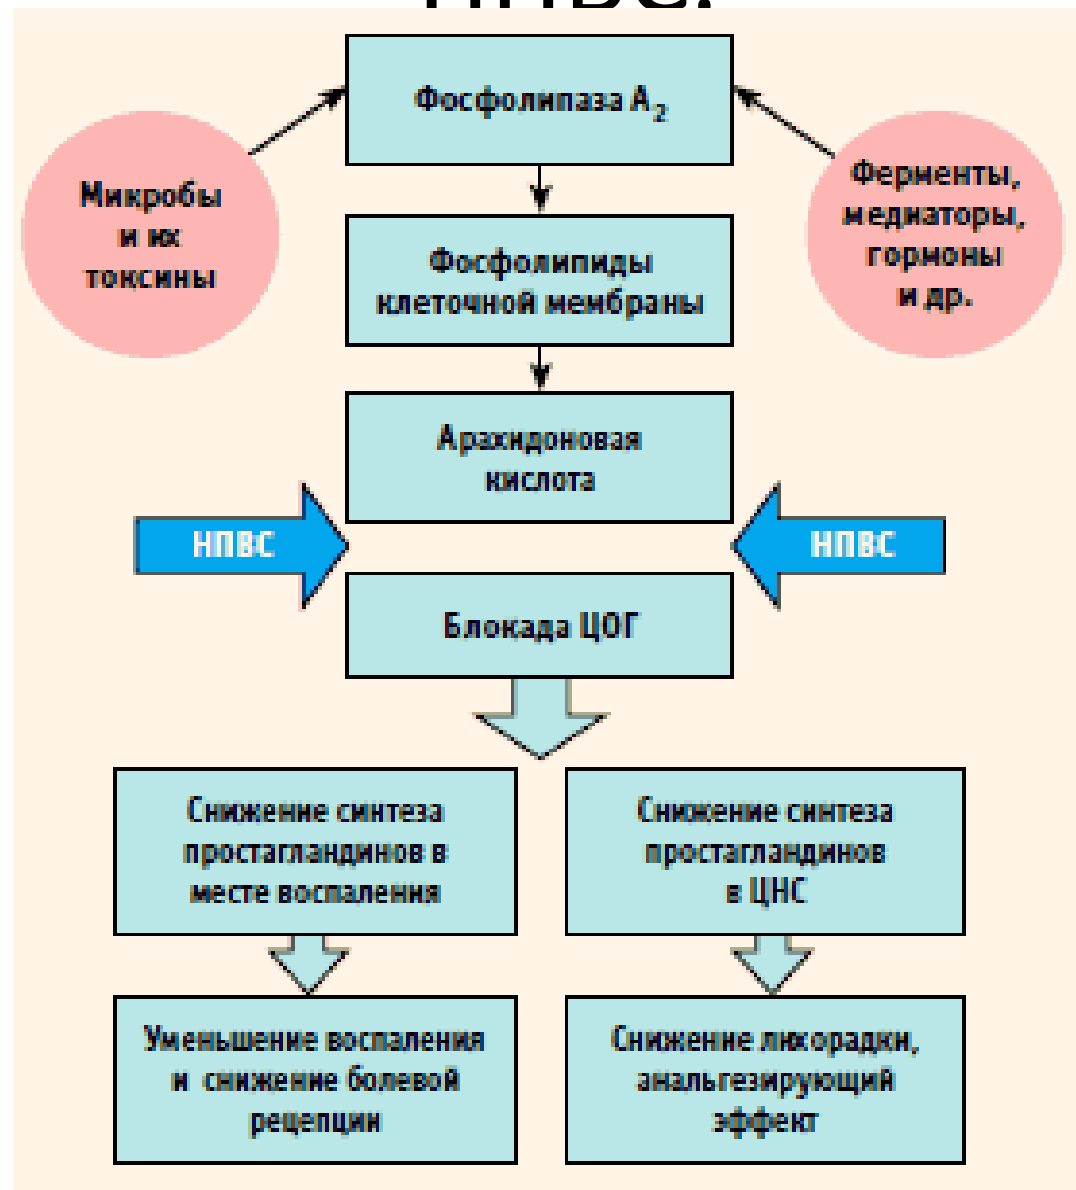 Фосфолипаза А₂
Микробы
и их
токсины
Ферменты,
медиаторы,
гормоны
и др.
Фосфолипиды
клеточной мембраны
Арахидоновая
кислота
НПВС
НПВС
Блокада ЦОГ
Снижение синтеза
простагландинов в
месте воспаления
Снижение синтеза
простагландинов
в ЦНС
Уменьшение воспаления
и снижение болевой
рецепции
Снижение лихорадки,
анальгезирующий
эффект